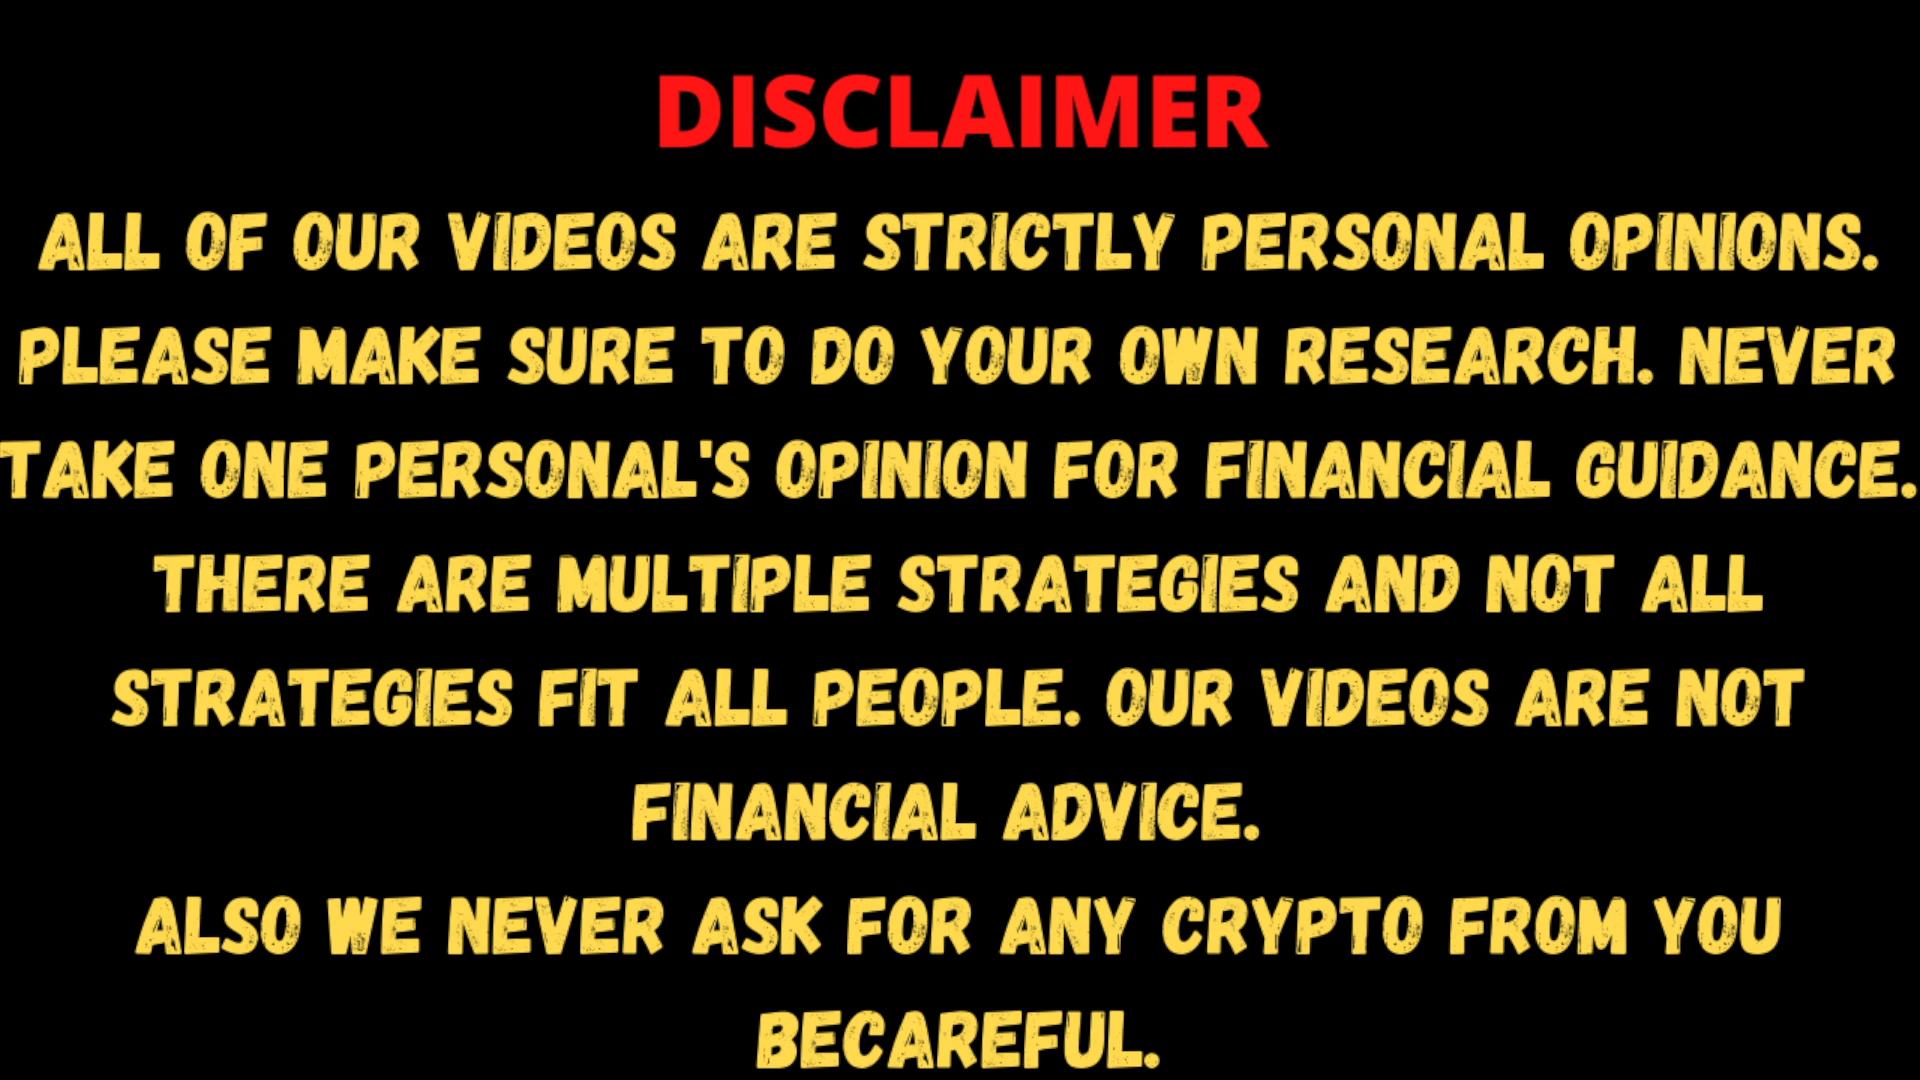 DISCLAIMER
ALL OF OUR VIDEOS ARE STRICTLY PERSONAL OPINIONS.
PLEASE MAKE SURE TO DO YOUR OWN RESEARCH. NEVER
TAKE ONE PERSONAL'S OPINION FOR FINANCIAL GUIDANCE.
THERE ARE MULTIPLE STRATEGIES AND NOT ALL
STRATEGIES FIT ALL PEOPLE. OUR VIDEOS ARE NOT
FINANCIAL ADVICE.
ALSO WE NEVER ASK FOR ANY CRYPTO FROM YOU
BECAREFUL.